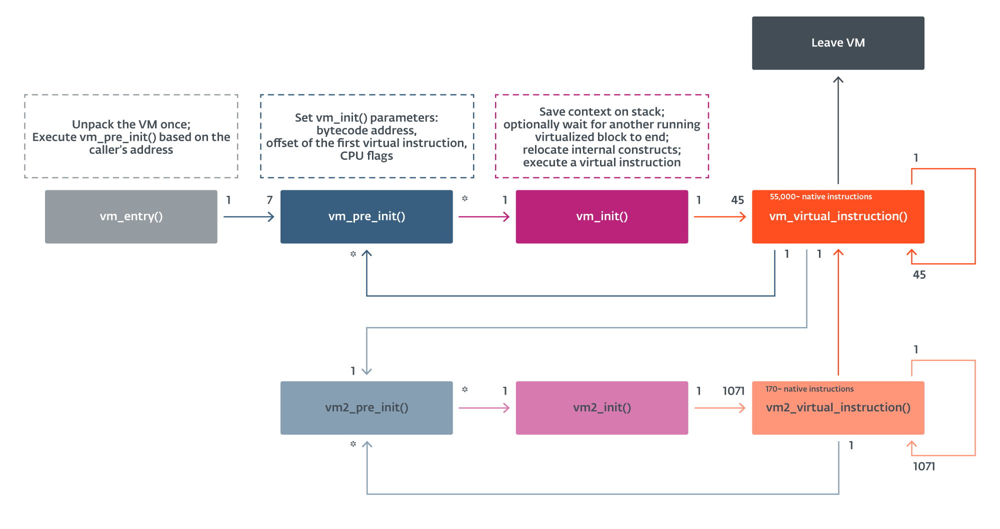 Leave VM
Unpack the VM once;
Execute vm_pre_init() based on the
caller’s address
Set vm_init() parameters:
bytecode address,
offset of the first virtual instruction,
CPU flags
Save context on stack;
optionally wait for another running
virtualized block to end;
relocate internal constructs;
execute a virtual instruction
1
vm_entry()
1
7
vm_pre_init()
*
1
vm_init()
1
45
55,000~ native instructions
vm_virtual_instruction()
*
1
1
45
1
1
vm2_pre_init()
*
1
vm2_init()
1
1071
170~ native instructions
vm2_virtual_instruction()
*
1
1071